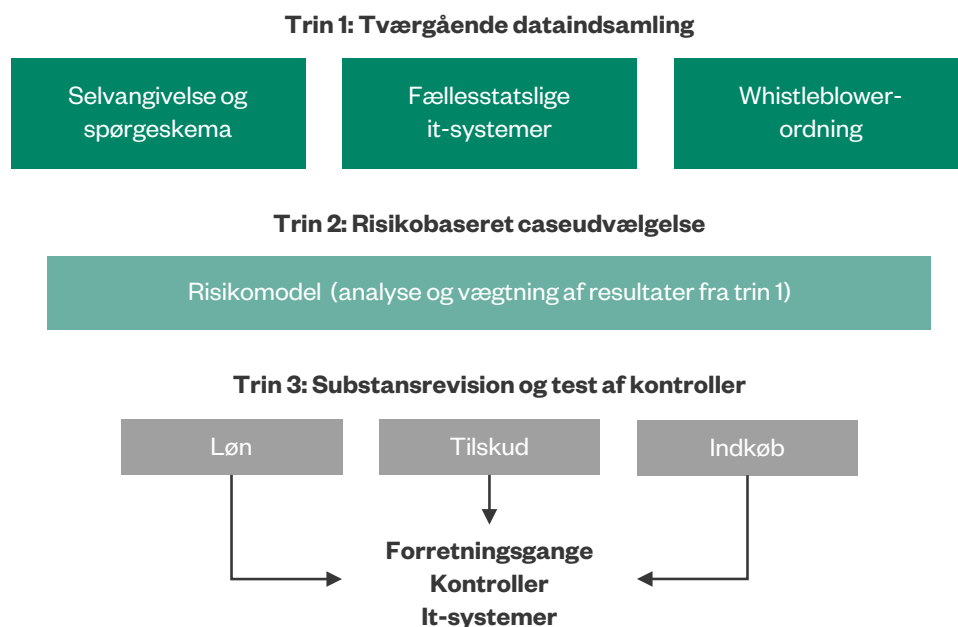 Trin 1: Tværgående dataindsamling
Selvangivelse og
spørgeskema
Fællesstatslige
it-systemer
Whistleblower-
ordning
Trin 2: Risikobaseret caseudvælgelse
Risikomodel (analyse og vægtning af resultater fra trin 1)
Trin 3: Substansrevision og test af kontroller
Løn
Tilskud
Indkøb
Forretningsgange
Kontroller
It-systemer